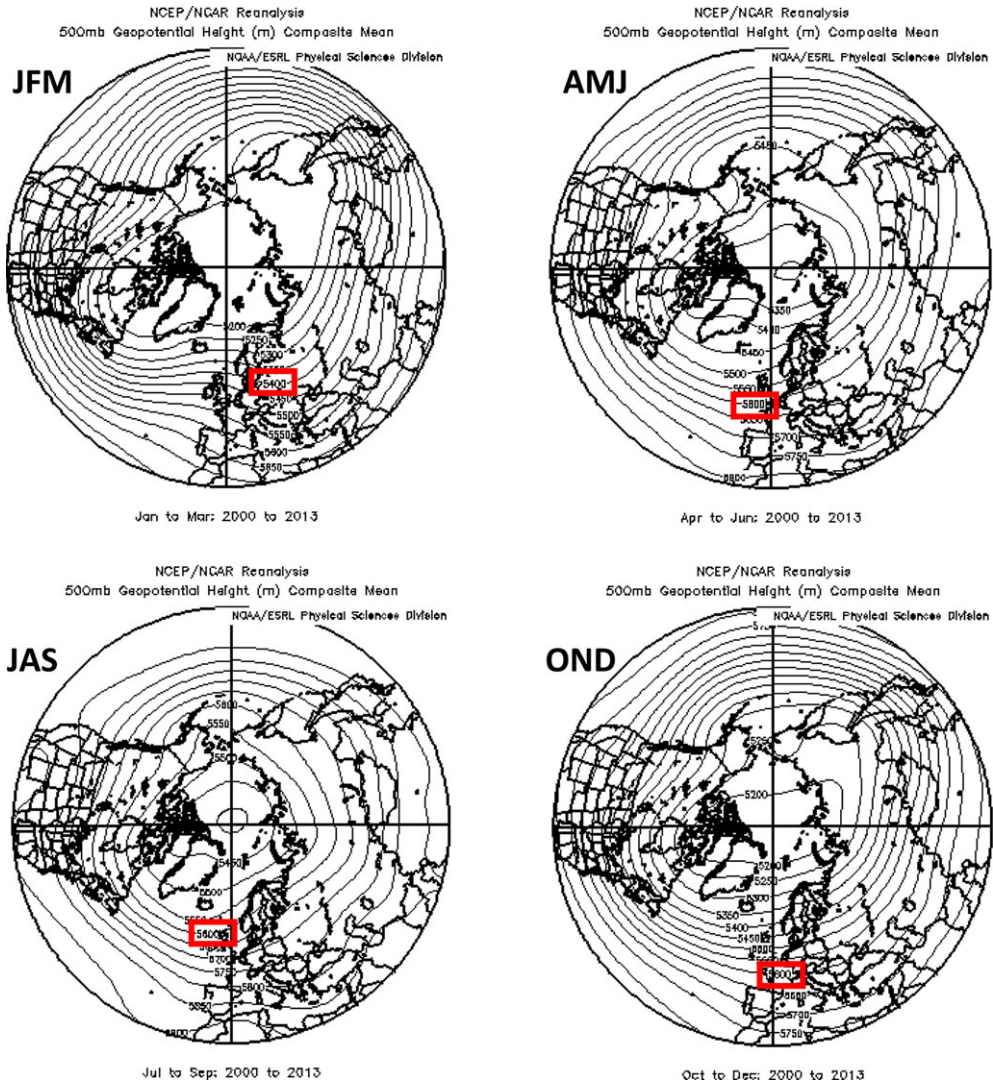 NCEP/NCAR Reanalysis
500mb Geopotential Height (m) Composite Mean
NOAA/ESRL Physical Sciences Division
JFM
5200
5250
5300
5400
5450
5500
5550
5600
5650
Jan to Mar: 2000 to 2013
NCEP/NCAR Reanalysis
500mb Geopotential Height (m) Composite Mean
NOAA/ESRL Physical Sciences Division
AMJ
5450
5350
5400
5450
5500
5550
5600
5700
5750
5800
Apr to Jun: 2000 to 2013
NCEP/NCAR Reanalysis
500mb Geopotential Height (m) Composite Mean
NOAA/ESRL Physical Sciences Division
JAS
5600
5550
5500
5450
5500
5550
5600
5700
5750
5800
5850
Jul to Sep: 2000 to 2013
NCEP/NCAR Reanalysis
500mb Geopotential Height (m) Composite Mean
NOAA/ESRL Physical Sciences Division
OND
5250
5200
5200
5250
5300
5350
5400
5450
5500
5600
5650
5700
5750
Oct to Dec: 2000 to 2013